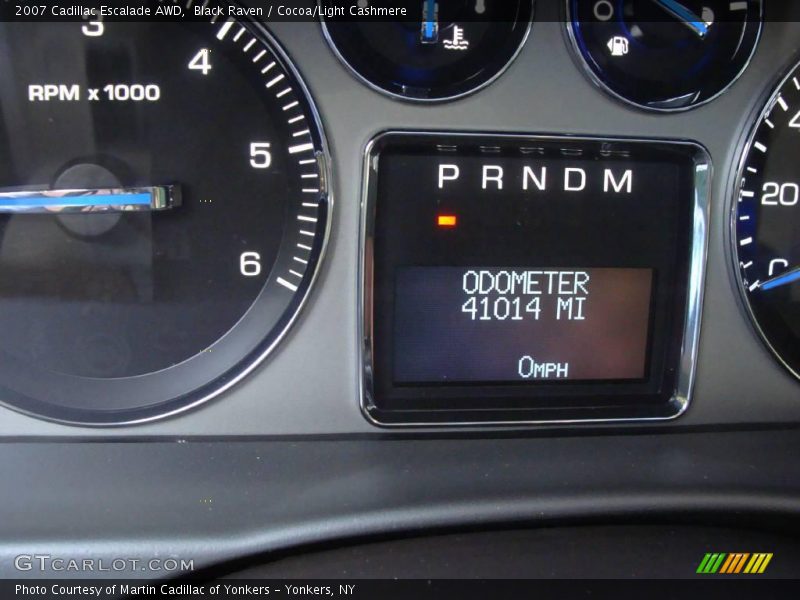 2007 Cadillac Escalade AWD, Black Raven / Cocoa/Light Cashmere
3
4
RPM x 1000
5
6
P R N D M
20
ODOMETER
41014 MI
0MPH
GTCARLOT.COM
Photo Courtesy of Martin Cadillac of Yonkers – Yonkers, NY